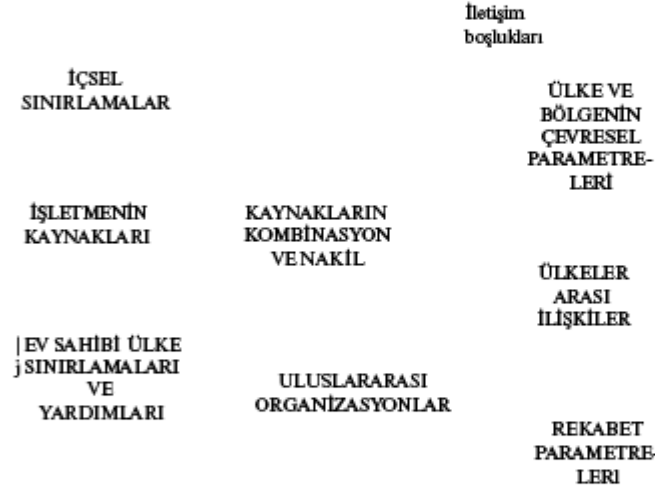 İletişim
boşlukları
İÇSEL
SINIRLAMALAR
ÜLKE VE
BÖLGENİN
ÇEVRESEL
PARAMETRE-
LERİ
İŞLETMENİN
KAYNAKLARI
KAYNAKLARIN
KOMBİNASYON
VE NAKİL
ÜLKELER
ARASI
İLİŞKİLER
| EV SAHİBİ ÜLKE
j SINIRLAMALARI
VE
YARDIMLARI
ULUSLARARASI
ORGANİZASYONLAR
REKABET
PARAMETRE-
LERl